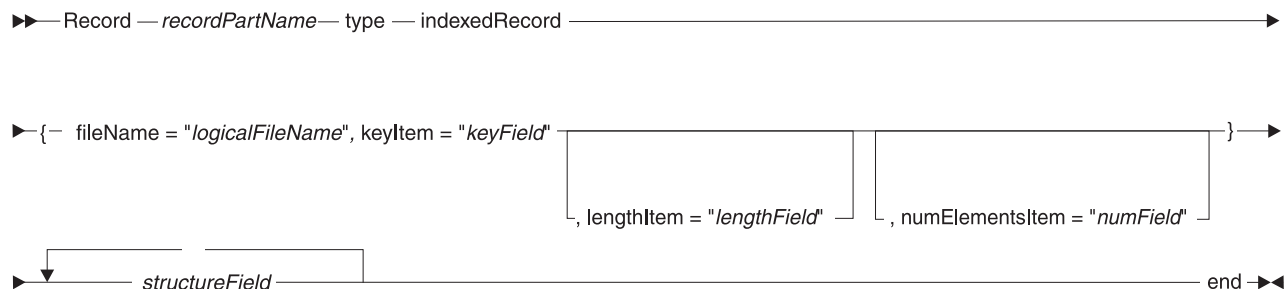 Record recordPartName type indexedRecord
{ fileName = "logicalFileName", keyItem = "keyField" }
, lengthItem = "lengthField" , numElementsItem = "numField"
structureField end